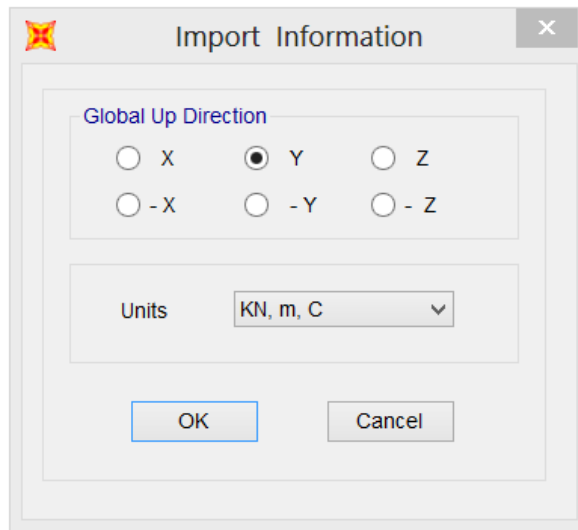 Import Information
Global Up Direction
X Y Z
- X - Y - Z
Units KN, m, C
OK Cancel